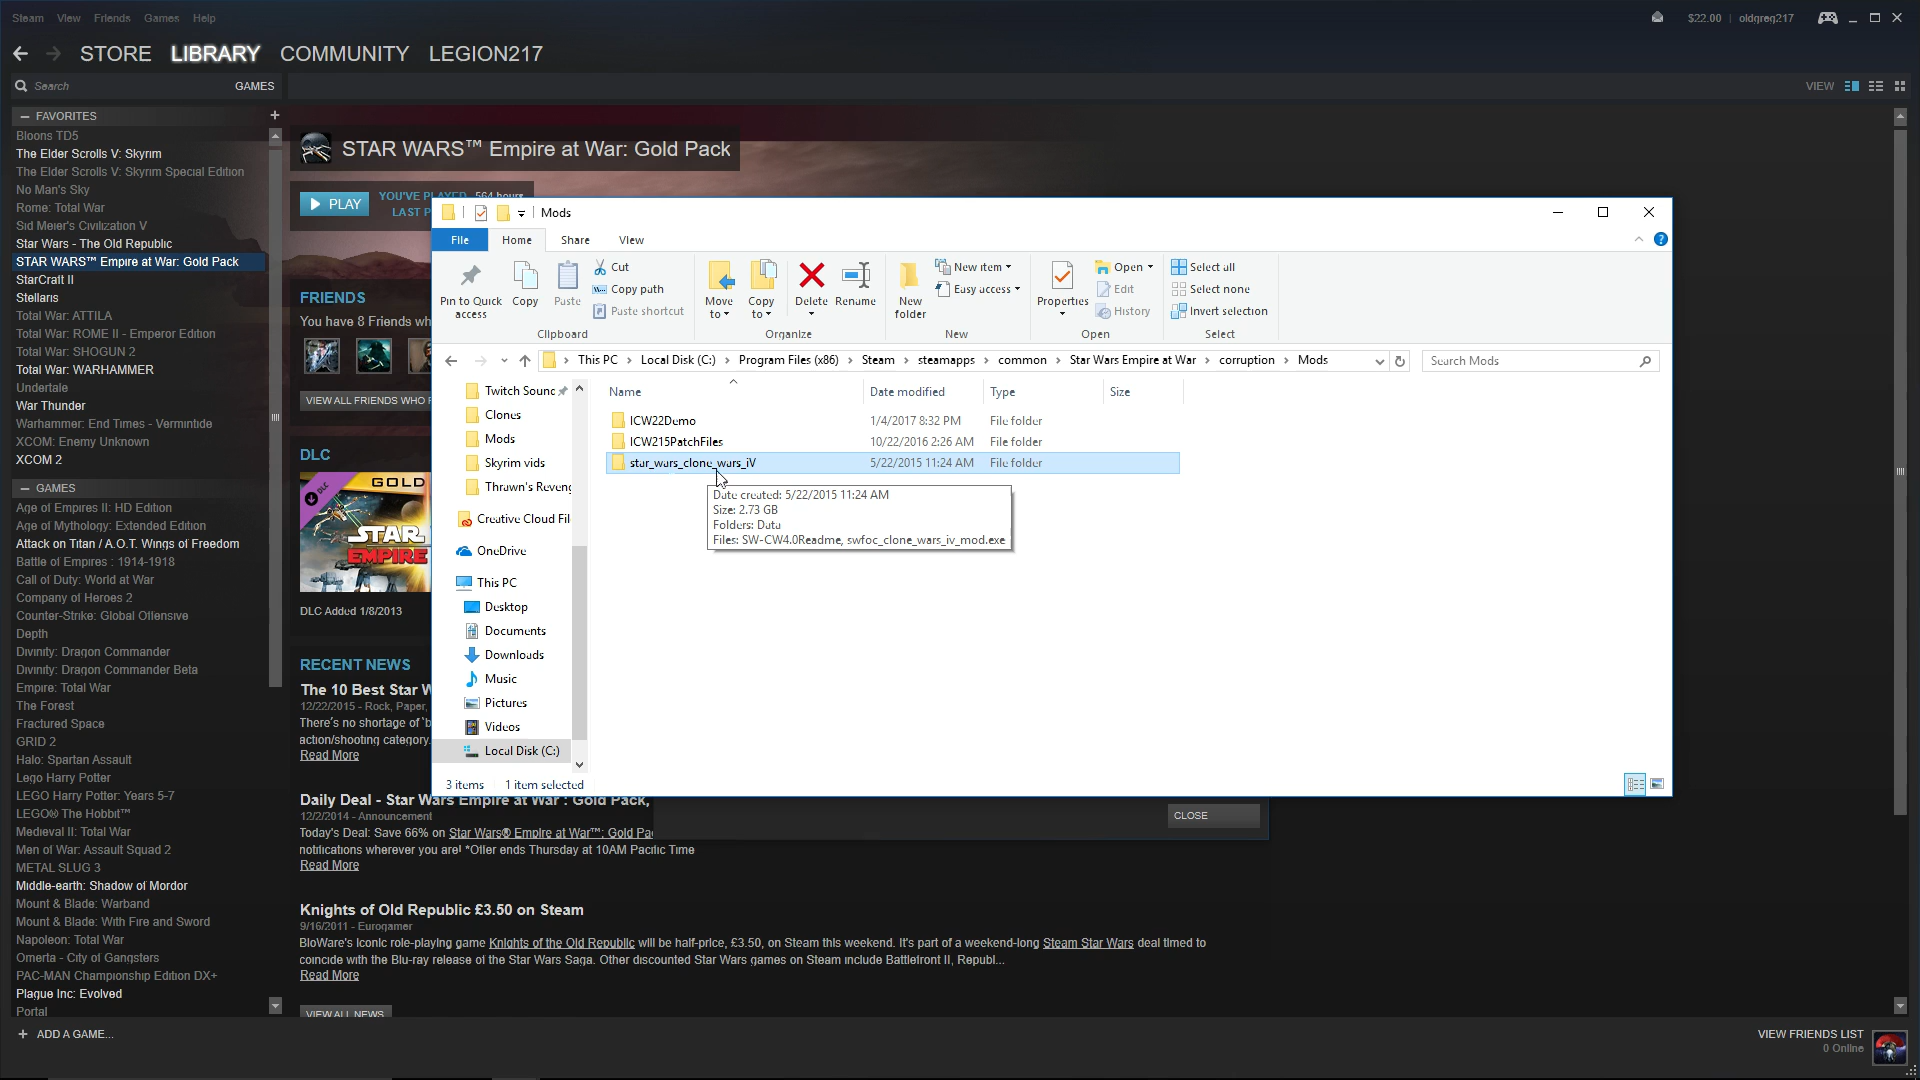 Steam View Friends Games Help
$22.00 | oldgreg217
STORE LIBRARY COMMUNITY LEGION217
Search GAMES
VIEW
— FAVORITES +
Bloons TD5
The Elder Scrolls V: Skyrim
The Elder Scrolls V: Skyrim Special Edition
No Man's Sky
Rome: Total War
Sid Meier's Civilization V
Star Wars - The Old Republic
STAR WARS™ Empire at War: Gold Pack
StarCraft II
Stellaris
Total War: ATTILA
Total War: ROME II - Emperor Edition
Total War: SHOGUN 2
Total War: WARHAMMER
Undertale
War Thunder
Warhammer: End Times - Vermintide
XCOM: Enemy Unknown
XCOM 2
— GAMES
Age of Empires II: HD Edition
Age of Mythology: Extended Edition
Attack on Titan / A.O.T. Wings of Freedom
Battle of Empires : 1914-1918
Call of Duty: World at War
Company of Heroes 2
Counter-Strike: Global Offensive
Depth
Divinity: Dragon Commander
Divinity: Dragon Commander Beta
Empire: Total War
The Forest
Fractured Space
GRID 2
Halo: Spartan Assault
Lego Harry Potter
LEGO Harry Potter: Years 5-7
LEGO® The Hobbit™
Medieval II: Total War
Men of War: Assault Squad 2
METAL SLUG 3
Middle-earth: Shadow of Mordor
Mount & Blade: Warband
Mount & Blade: With Fire and Sword
Napoleon: Total War
Omerta - City of Gangsters
PAC-MAN Championship Edition DX+
Plague Inc: Evolved
Portal
+ ADD A GAME...
STAR WARS™ Empire at War: Gold Pack
PLAY
YOU'VE PLAYED 564 hours
LAST P
FRIENDS
You have 8 Friends wh
VIEW ALL FRIENDS WHO
DLC
DLC
GOLD
STAR
EMPIRE
DLC Added 1/8/2013
RECENT NEWS
The 10 Best Star W
12/22/2015 - Rock, Paper,
There's no shortage of 'b
action/shooting category.
Read More
Daily Deal - Star Wars Empire at War : Gold Pack,
12/2/2014 - Announcement
Today's Deal: Save 66% on Star Wars® Empire at War™: Gold Pa
notifications wherever you are! *Offer ends Thursday at 10AM Pacific Time
Read More
Knights of Old Republic £3.50 on Steam
9/16/2011 - Eurogamer
BioWare's iconic role-playing game Knights of the Old Republic will be half-price, £3.50, on Steam this weekend. It's part of a weekend-long Steam Star Wars deal timed to
coincide with the Blu-ray release of the Star Wars Saga. Other discounted Star Wars games on Steam include Battlefront II, Republ...
Read More
VIEW ALL NEWS
Mods
File Home Share View
Pin to Quick access
Copy
Paste
Cut
Copy path
Paste shortcut
Clipboard
Move to
Copy to
Delete
Rename
Organize
New folder
New item
Easy access
New
Properties
Open
Edit
History
Open
Select all
Select none
Invert selection
Select
This PC > Local Disk (C:) > Program Files (x86) > Steam > steamapps > common > Star Wars Empire at War > corruption > Mods
Search Mods
Twitch Sounc
Clones
Mods
Skyrim vids
Thrawn's Reveng
Creative Cloud Fil
OneDrive
This PC
Desktop
Documents
Downloads
Music
Pictures
Videos
Local Disk (C:)
Name Date modified Type Size
ICW22Demo 1/4/2017 8:32 PM File folder
ICW215PatchFiles 10/22/2016 2:26 AM File folder
star_wars_clone_wars_iV 5/22/2015 11:24 AM File folder
Date created: 5/22/2015 11:24 AM
Size: 2.73 GB
Folders: Data
Files: SW-CW4.0Readme, swfoc_clone_wars_iv_mod.exe
3 items 1 item selected
CLOSE
VIEW FRIENDS LIST
0 Online